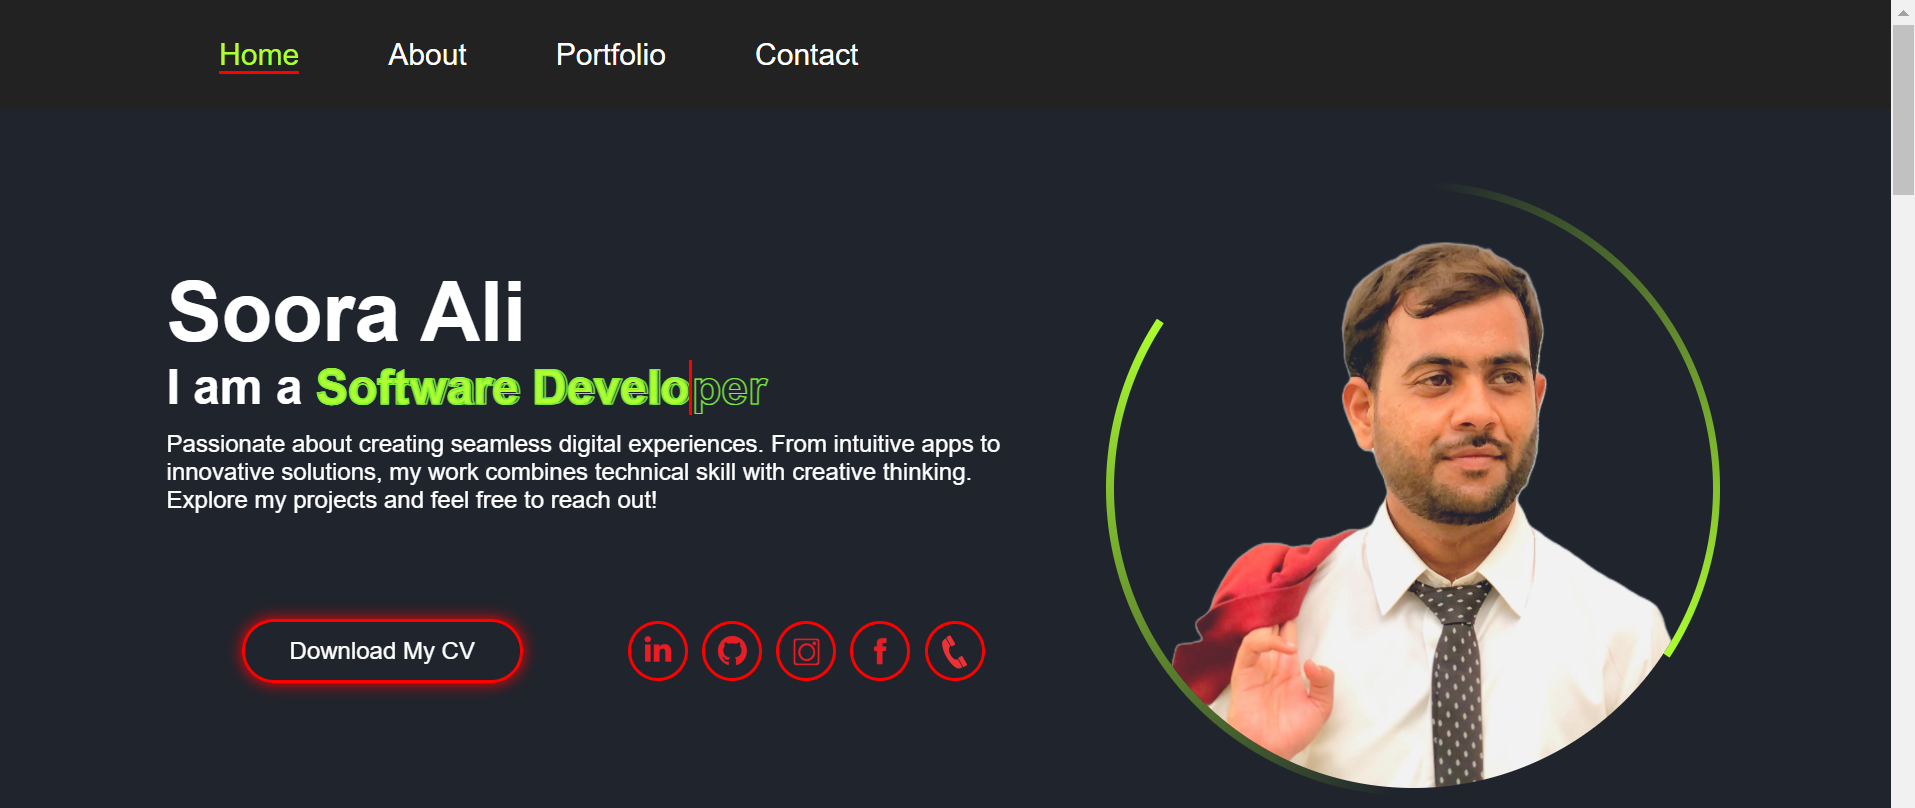 Home About Portfolio Contact
Soora Ali
I am a Software Developer
Passionate about creating seamless digital experiences. From intuitive apps to
innovative solutions, my work combines technical skill with creative thinking.
Explore my projects and feel free to reach out!
Download My CV
in
f